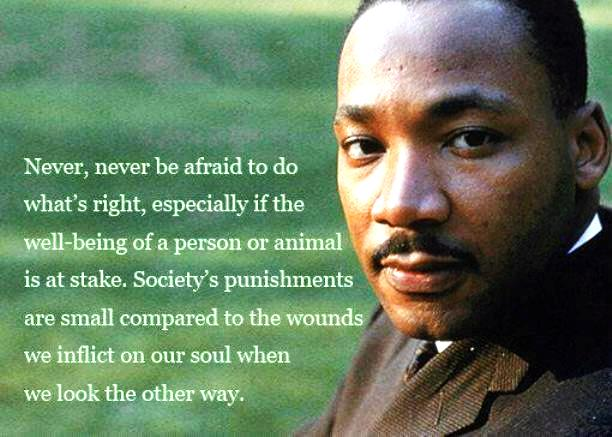 Never, never be afraid to do
what’s right, especially if the
well-being of a person or animal
is at stake. Society’s punishments
are small compared to the wounds
we inflict on our soul when
we look the other way.